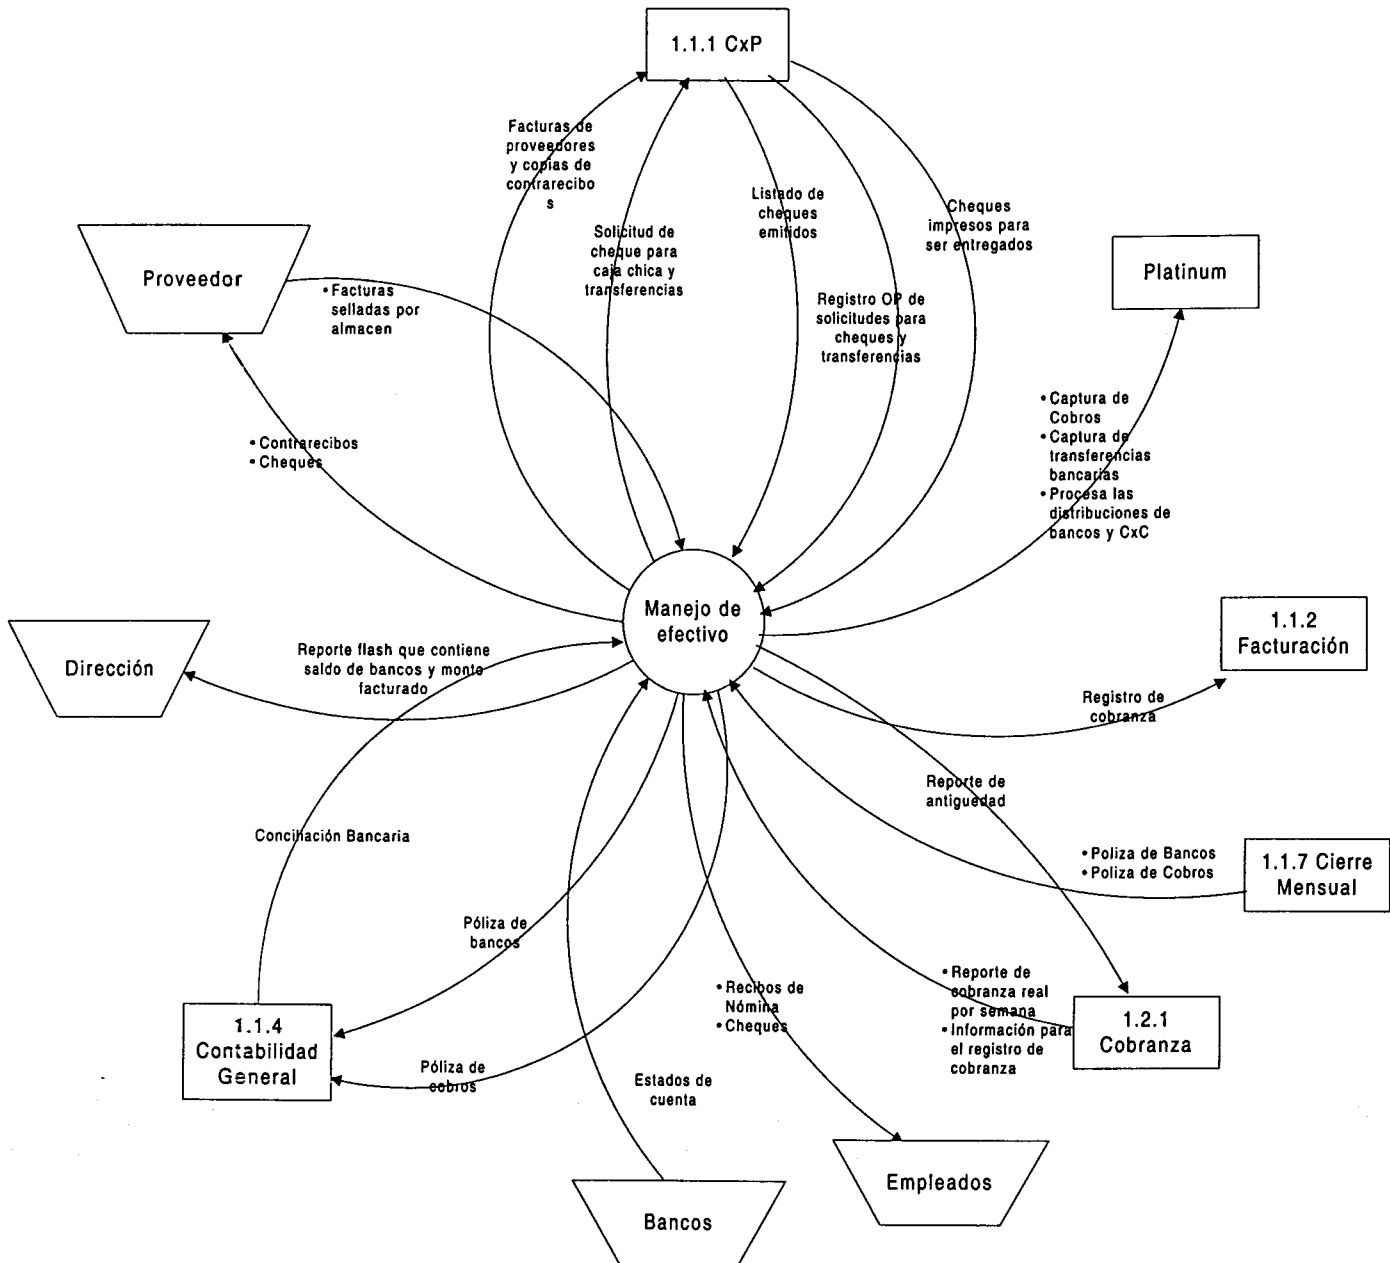 1.1.1 CxP
Facturas de
proveedores
y copias de
contrarecibo
s
Solicitud de
cheque para
caja chica y
transferencias
Listado de
cheques
emitidos
Registro OP de
solicitudes para
cheques y
transferencias
Cheques
impresos para
ser entregados
Proveedor
• Facturas
selladas por
almacen
• Contrarecibos
• Cheques
Platinum
• Captura de
Cobros
• Captura de
transferencias
bancarias
• Procesa las
distribuciones de
bancos y CxC
Manejo de
efectivo
Dirección
Reporte flash que contiene
saldo de bancos y monto
facturado
1.1.2
Facturación
Registro de
cobranza
Reporte de
antiguedad
Conciliación Bancaria
• Poliza de Bancos
• Poliza de Cobros
1.1.7 Cierre
Mensual
Póliza de
bancos
• Recibos de
Nómina
• Cheques
• Reporte de
cobranza real
por semana
• Información para
el registro de
cobranza
1.2.1
Cobranza
1.1.4
Contabilidad
General
Póliza de
cobros
Estados de
cuenta
Empleados
Bancos